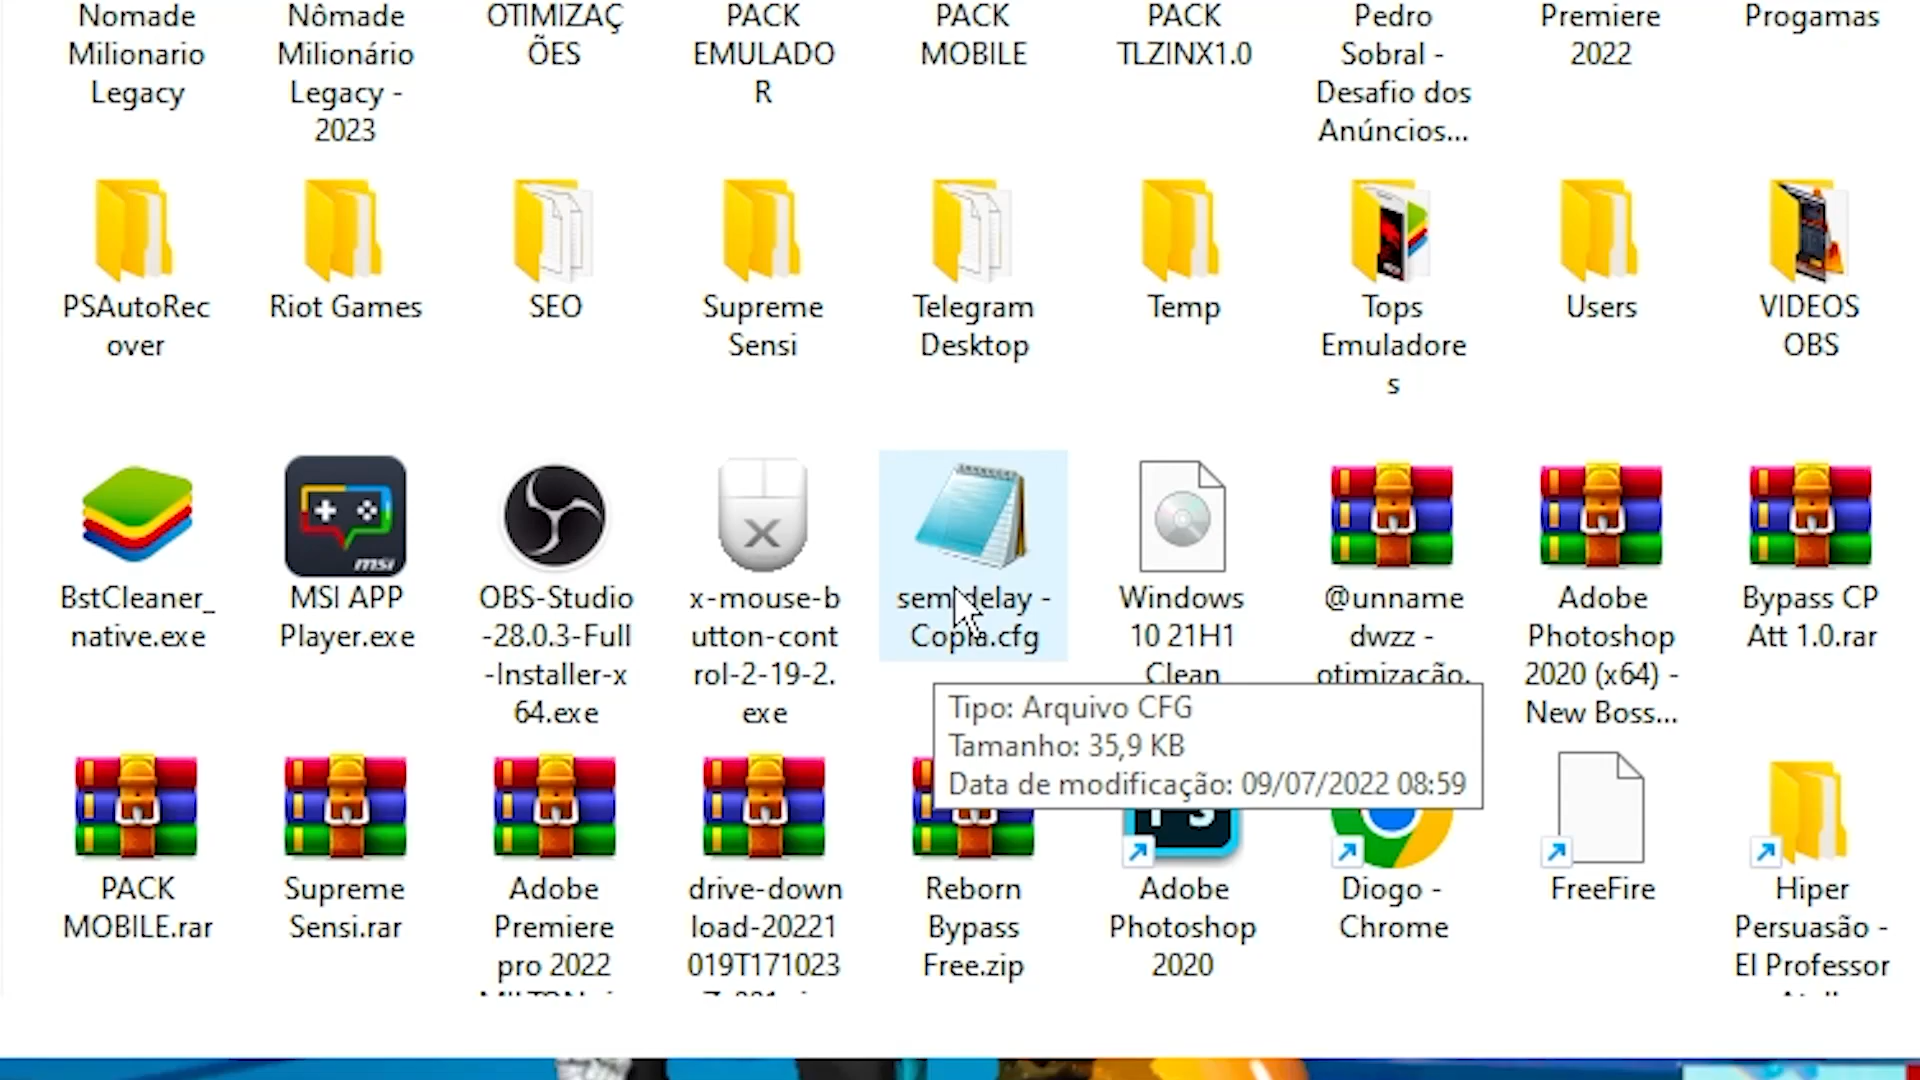 Nomade
Milionario
Legacy
Nômade
Milionário
Legacy -
2023
OTIMIZAÇ
ÕES
PACK
EMULADO
R
PACK
MOBILE
PACK
TLZINX1.0
Pedro
Sobral -
Desafio dos
Anúncios...
Premiere
2022
Progamas
PSAutoRec
over
Riot Games
SEO
Supreme
Sensi
Telegram
Desktop
Temp
Tops
Emuladore
s
Users
VIDEOS
OBS
BstCleaner_
native.exe
msi
MSI APP
Player.exe
OBS-Studio
-28.0.3-Full
-Installer-x
64.exe
X
x-mouse-b
utton-cont
rol-2-19-2.
exe
sem delay -
Copia.cfg
Windows
10 21H1
Clean
@unname
dwzz -
otimização.
Adobe
Photoshop
2020 (x64) -
New Boss...
Bypass CP
Att 1.0.rar
Tipo: Arquivo CFG
Tamanho: 35,9 KB
Data de modificação: 09/07/2022 08:59
PACK
MOBILE.rar
Supreme
Sensi.rar
Adobe
Premiere
pro 2022
drive-down
load-20221
019T171023
Reborn
Bypass
Free.zip
Adobe
Photoshop
2020
Diogo -
Chrome
FreeFire
Hiper
Persuasão -
El Professor